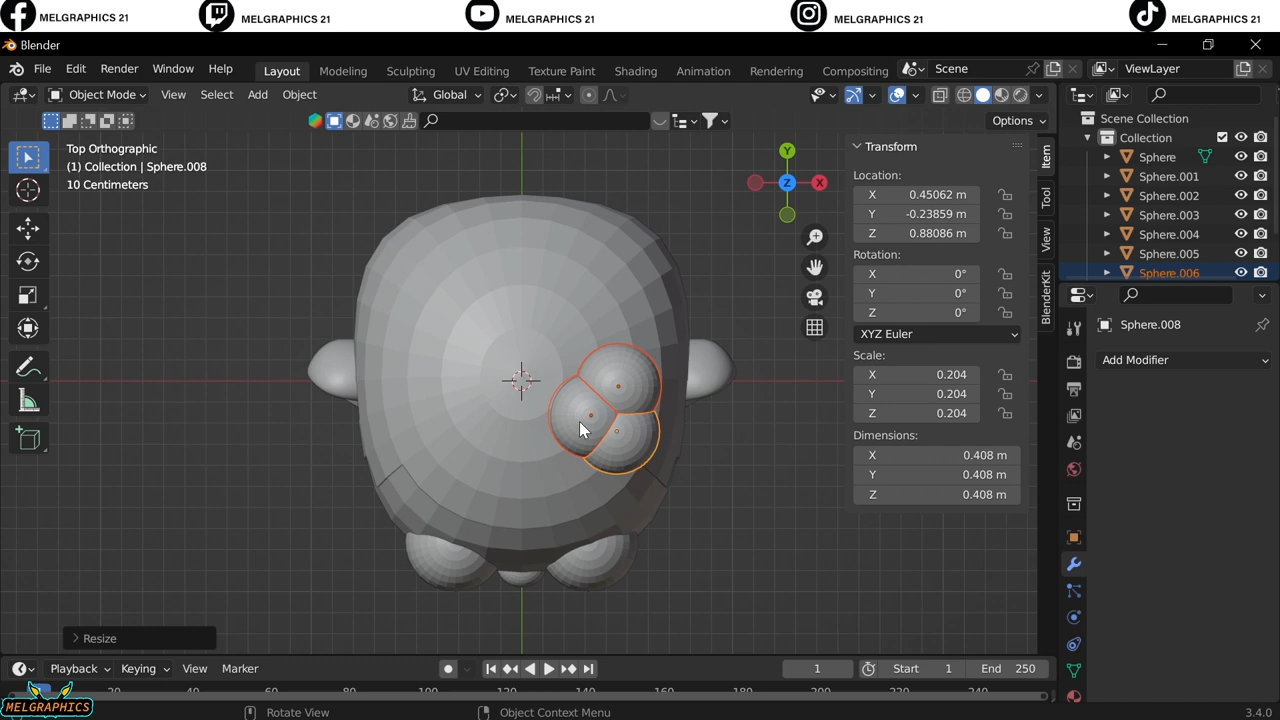 MELGRAPHICS 21
MELGRAPHICS 21
MELGRAPHICS 21
MELGRAPHICS 21
MELGRAPHICS 21
Blender
File Edit Render Window Help
Layout Modeling Sculpting UV Editing Texture Paint Shading Animation Rendering Compositing
Scene
ViewLayer
Object Mode View Select Add Object
Global
Options
Top Orthographic
(1) Collection | Sphere.008
10 Centimeters
Y
X
Z
Transform
Location:
X 0.45062 m
Y -0.23859 m
Z 0.88086 m
Rotation:
X 0°
Y 0°
Z 0°
XYZ Euler
Scale:
X 0.204
Y 0.204
Z 0.204
Dimensions:
X 0.408 m
Y 0.408 m
Z 0.408 m
Item
Tool
View
BlenderKit
Scene Collection
Collection
Sphere
Sphere.001
Sphere.002
Sphere.003
Sphere.004
Sphere.005
Sphere.006
Sphere.008
Add Modifier
Resize
Playback Keying View Marker
1
Start 1
End 250
20 40 60 80 100 120 140 160 180 200 220 240
MELGRAPHICS
Rotate View
Object Context Menu
3.4.0